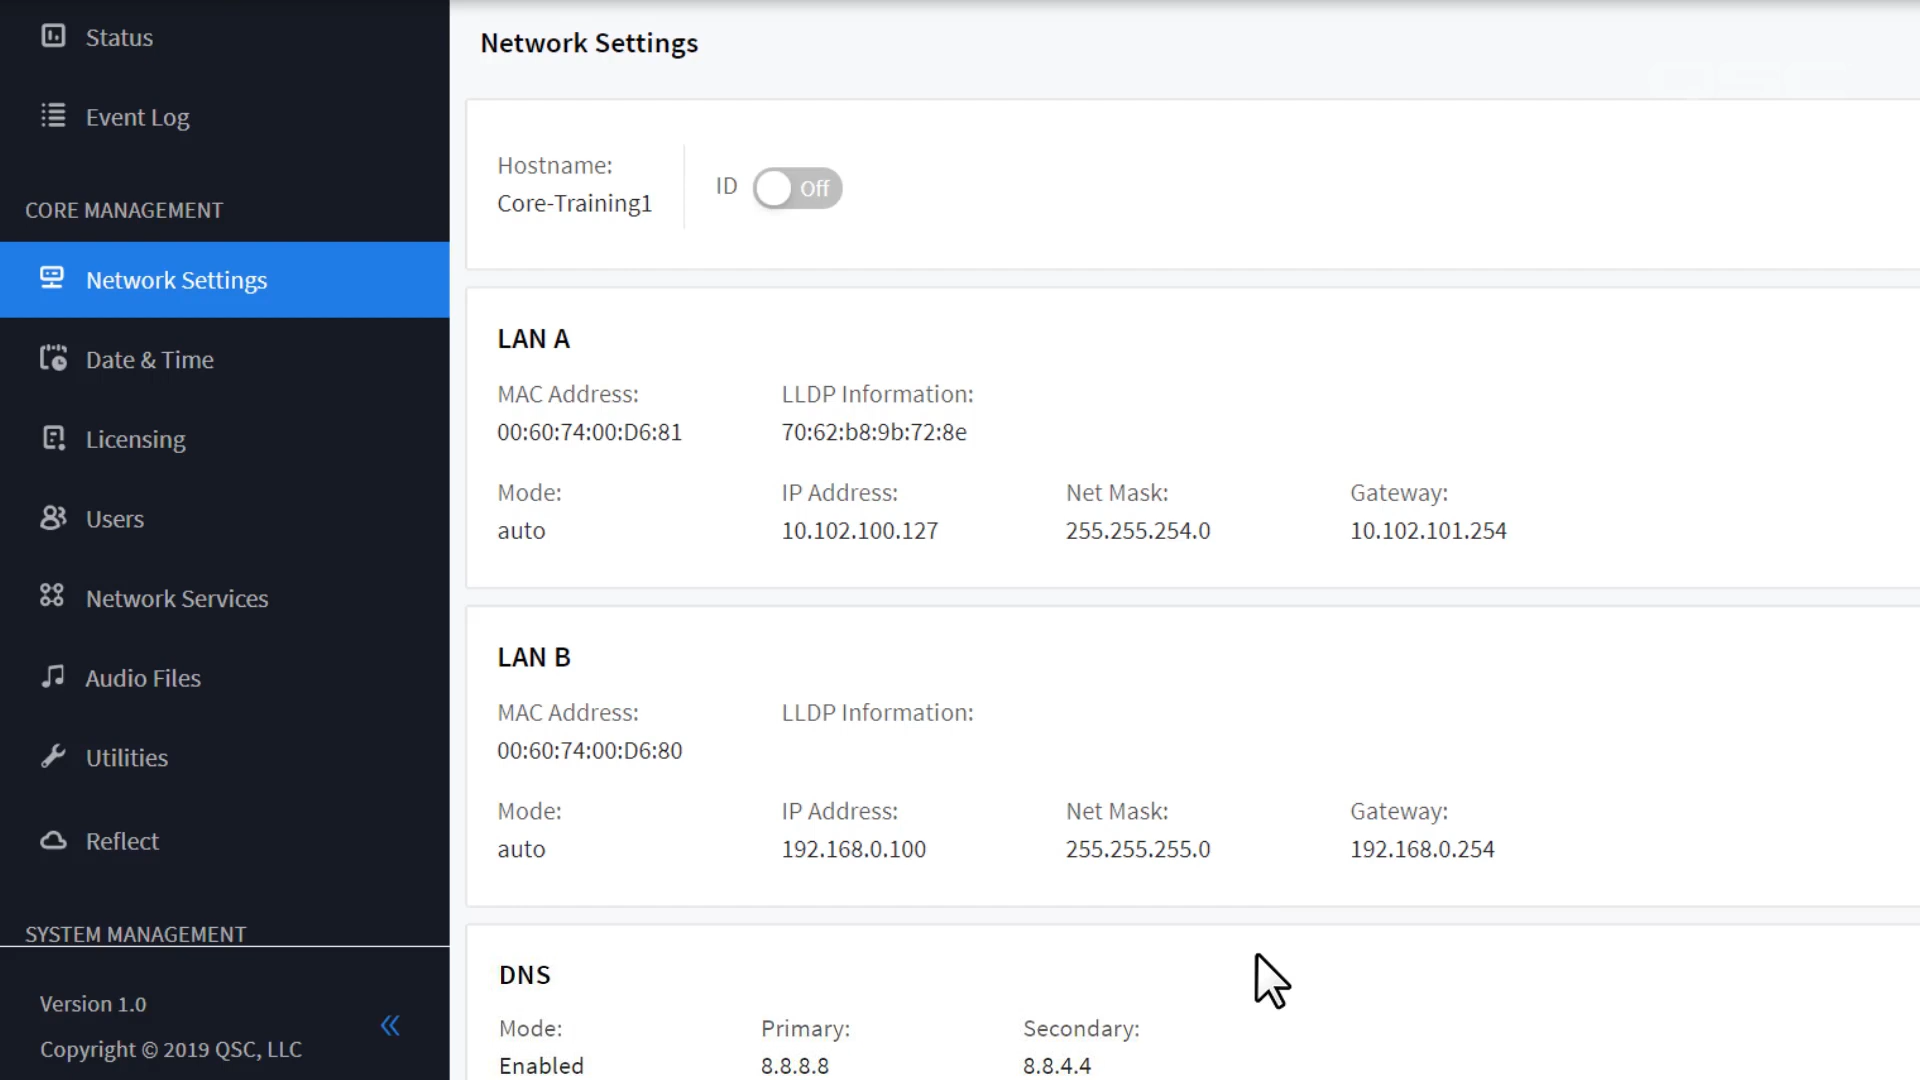 Status
Event Log
CORE MANAGEMENT
Network Settings
Date & Time
Licensing
Users
Network Services
Audio Files
Utilities
Reflect
SYSTEM MANAGEMENT
Version 1.0
Copyright © 2019 QSC, LLC
Network Settings
Hostname:
Core-Training1
ID Off
LAN A
MAC Address: LLDP Information:
00:60:74:00:D6:81 70:62:b8:9b:72:8e
Mode: IP Address: Net Mask: Gateway:
auto 10.102.100.127 255.255.254.0 10.102.101.254
LAN B
MAC Address: LLDP Information:
00:60:74:00:D6:80
Mode: IP Address: Net Mask: Gateway:
auto 192.168.0.100 255.255.255.0 192.168.0.254
DNS
Mode: Primary: Secondary:
Enabled 8.8.8.8 8.8.4.4